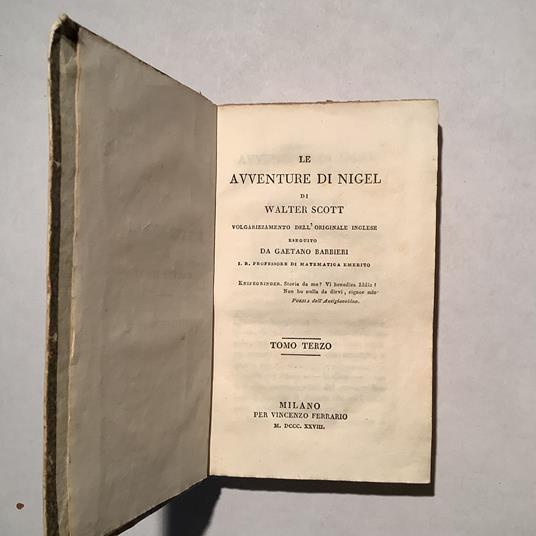 LE
AVVENTURE DI NIGEL
DI
WALTER SCOTT
VOLGARIZZAMENTO DELL' ORIGINALE INGLESE
ESEGUITO
DA GAETANO BARBIERI
I. R. PROFESSORE DI MATEMATICA EMERITO
KNIFEGRINDER. Storia da me? Vi benedica Iddio!
Non ho nulla da dirvi, signor mio.
POESIA dell'Antigiacobino.
TOMO TERZO
MILANO
PER VINCENZO FERRARIO
M. DCCC. XXVIII.